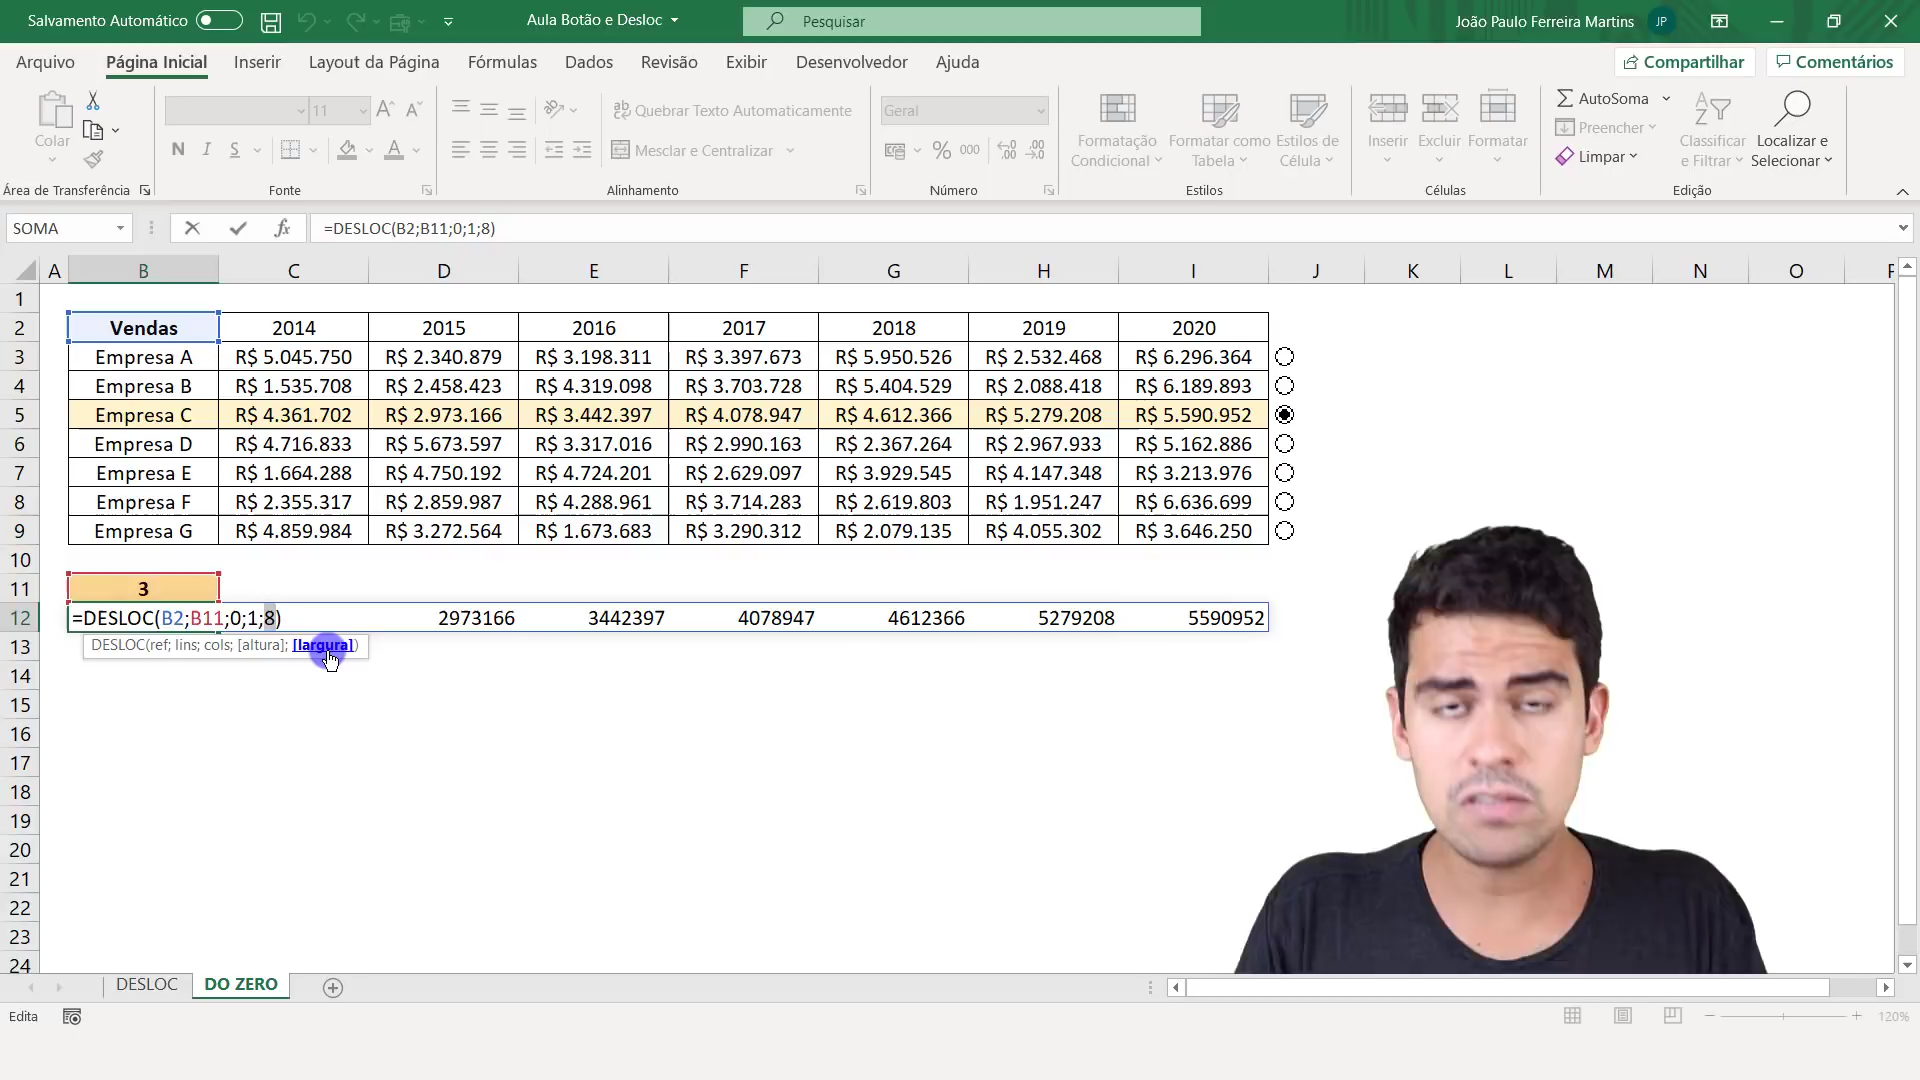 Salvamento Automático
Aula Botão e Desloc
Pesquisar
João Paulo Ferreira Martins
JP
Arquivo Página Inicial Inserir Layout da Página Fórmulas Dados Revisão Exibir Desenvolvedor Ajuda
Compartilhar
Comentários
Colar
Área de Transferência
11
N I S
Fonte
Quebrar Texto Automaticamente
Mesclar e Centralizar
Alinhamento
Geral
% 000
Número
Formatação Condicional
Formatar como Tabela
Estilos de Célula
Estilos
Inserir Excluir Formatar
Células
AutoSoma
Preencher
Limpar
Classificar e Filtrar
Localizar e Selecionar
Edição
SOMA
=DESLOC(B2;B11;0;1;8)
A B C D E F G H I J K L M N O
1
2 Vendas 2014 2015 2016 2017 2018 2019 2020
3 Empresa A R$ 5.045.750 R$ 2.340.879 R$ 3.198.311 R$ 3.397.673 R$ 5.950.526 R$ 2.532.468 R$ 6.296.364
4 Empresa B R$ 1.535.708 R$ 2.458.423 R$ 4.319.098 R$ 3.703.728 R$ 5.404.529 R$ 2.088.418 R$ 6.189.893
5 Empresa C R$ 4.361.702 R$ 2.973.166 R$ 3.442.397 R$ 4.078.947 R$ 4.612.366 R$ 5.279.208 R$ 5.590.952
6 Empresa D R$ 4.716.833 R$ 5.673.597 R$ 3.317.016 R$ 2.990.163 R$ 2.367.264 R$ 2.967.933 R$ 5.162.886
7 Empresa E R$ 1.664.288 R$ 4.750.192 R$ 4.724.201 R$ 2.629.097 R$ 3.929.545 R$ 4.147.348 R$ 3.213.976
8 Empresa F R$ 2.355.317 R$ 2.859.987 R$ 4.288.961 R$ 3.714.283 R$ 2.619.803 R$ 1.951.247 R$ 6.636.699
9 Empresa G R$ 4.859.984 R$ 3.272.564 R$ 1.673.683 R$ 3.290.312 R$ 2.079.135 R$ 4.055.302 R$ 3.646.250
10
11 3
12 =DESLOC(B2;B11;0;1;8) 2973166 3442397 4078947 4612366 5279208 5590952
DESLOC(ref; lins; cols; [altura]; [largura])
13
14
15
16
17
18
19
20
21
22
23
24
DESLOC DO ZERO
Edita
120%